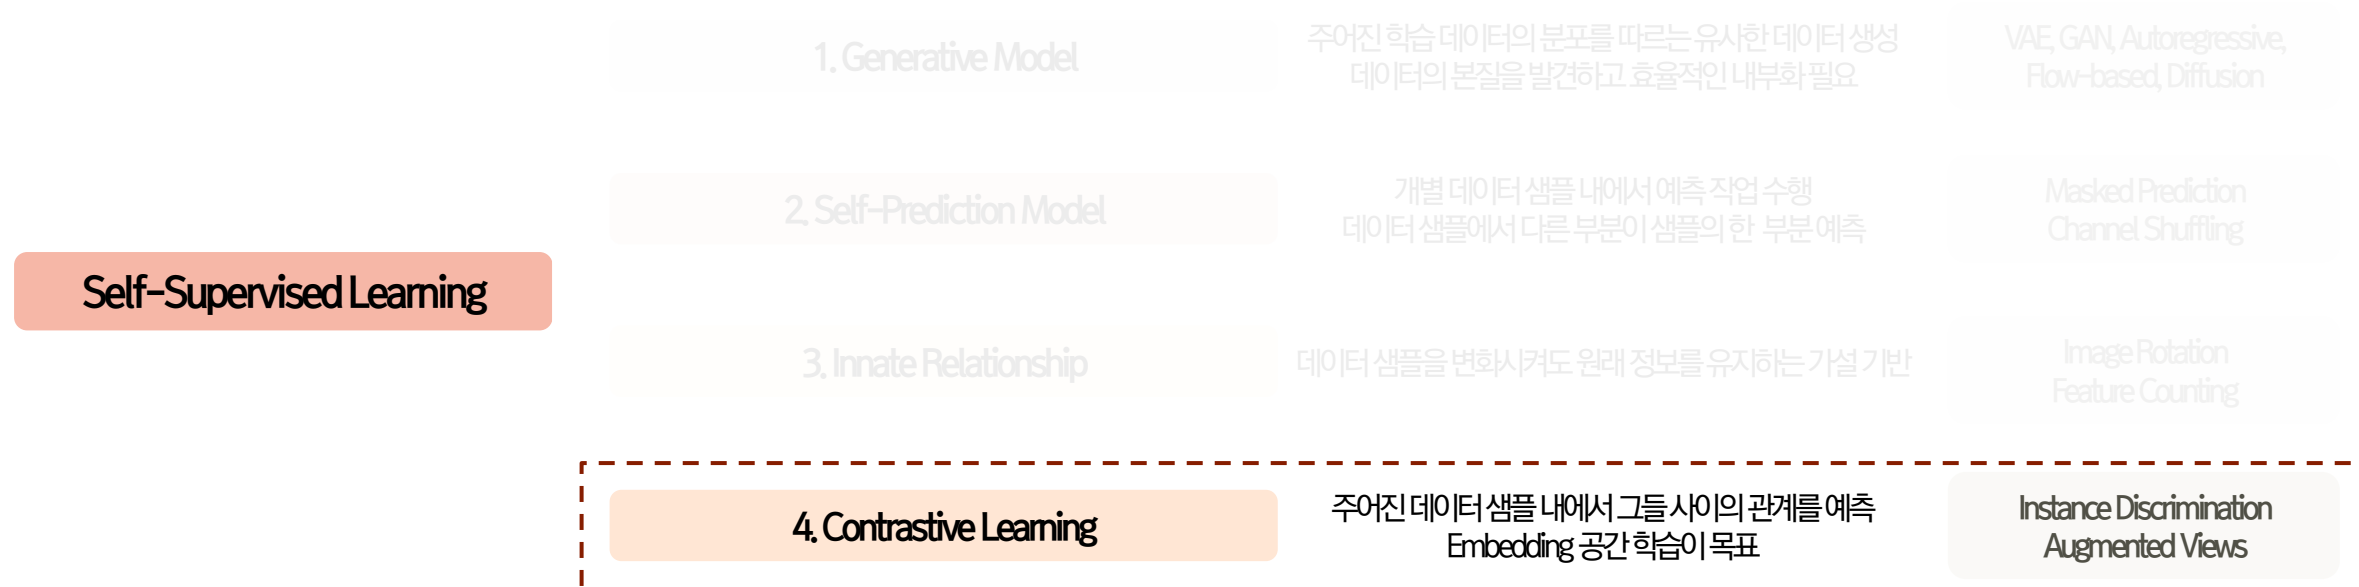 1. Generative Model
주어진 학습 데이터의 분포를 따르는 유사한 데이터 생성
데이터의 본질을 발견하고 효율적인 내부화 필요
VAE, GAN, Autoregressive,
Flow-based, Diffusion
2. Self-Prediction Model
개별 데이터 샘플 내에서 예측 작업 수행
데이터 샘플에서 다른 부분이 샘플의 한 부분 예측
Masked Prediction
Channel Shuffling
Self-Supervised Learning
3. Innate Relationship
데이터 샘플을 변화시켜도 원래 정보를 유지하는 가설 기반
Image Rotation
Feature Counting
4. Contrastive Learning
주어진 데이터 샘플 내에서 그들 사이의 관계를 예측
Embedding 공간 학습이 목표
Instance Discrimination
Augmented Views